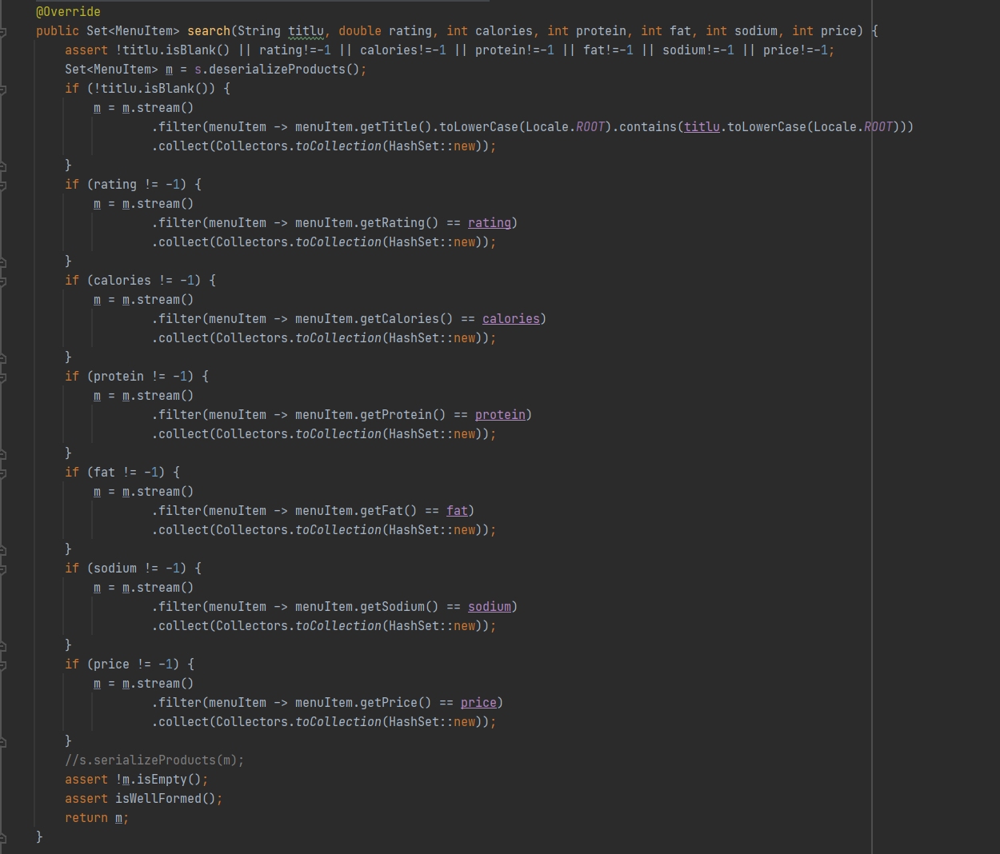 @Override
public Set<MenuItem> search(String titlu, double rating, int calories, int protein, int fat, int sodium, int price) {
    assert !titlu.isBlank() || rating!=-1 || calories!=-1 || protein!=-1 || fat!=-1 || sodium!=-1 || price!=-1;
    Set<MenuItem> m = s.deserializeProducts();
    if (!titlu.isBlank()) {
        m = m.stream()
                .filter(menuItem -> menuItem.getTitle().toLowerCase(Locale.ROOT).contains(titlu.toLowerCase(Locale.ROOT)))
                .collect(Collectors.toCollection(HashSet::new));
    }
    if (rating != -1) {
        m = m.stream()
                .filter(menuItem -> menuItem.getRating() == rating)
                .collect(Collectors.toCollection(HashSet::new));
    }
    if (calories != -1) {
        m = m.stream()
                .filter(menuItem -> menuItem.getCalories() == calories)
                .collect(Collectors.toCollection(HashSet::new));
    }
    if (protein != -1) {
        m = m.stream()
                .filter(menuItem -> menuItem.getProtein() == protein)
                .collect(Collectors.toCollection(HashSet::new));
    }
    if (fat != -1) {
        m = m.stream()
                .filter(menuItem -> menuItem.getFat() == fat)
                .collect(Collectors.toCollection(HashSet::new));
    }
    if (sodium != -1) {
        m = m.stream()
                .filter(menuItem -> menuItem.getSodium() == sodium)
                .collect(Collectors.toCollection(HashSet::new));
    }
    if (price != -1) {
        m = m.stream()
                .filter(menuItem -> menuItem.getPrice() == price)
                .collect(Collectors.toCollection(HashSet::new));
    }
    //s.serializeProducts(m);
    assert !m.isEmpty();
    assert isWellFormed();
    return m;
}